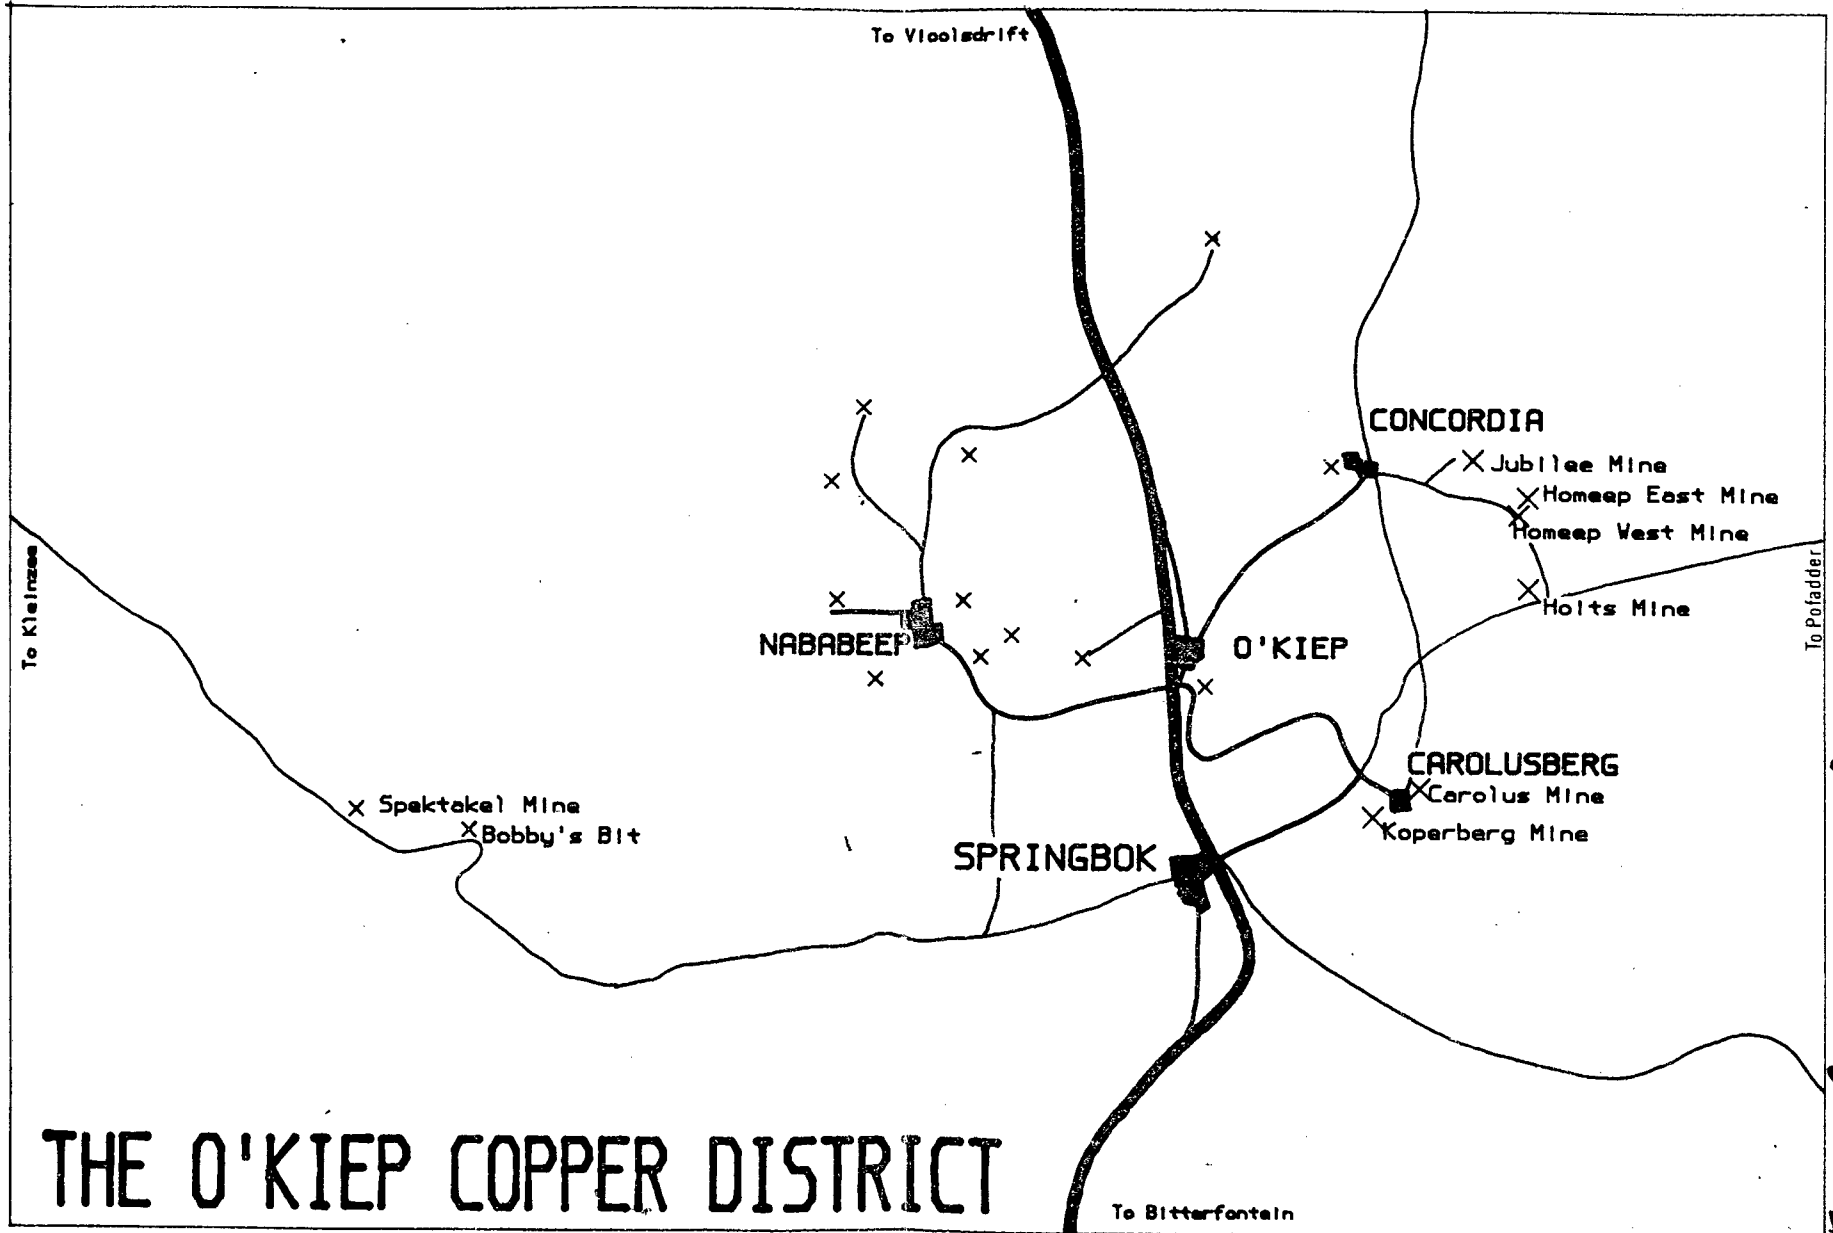 To Vioolsdrift
CONCORDIA
Jubilee Mine
Homeep East Mine
Homeep West Mine
To Kleinzee
To Pofadder
Holts Mine
NABABEEP
O'KIEP
CAROLUSBERG
Carolus Mine
Spektakel Mine
Bobby's Bit
Koperberg Mine
SPRINGBOK
THE O'KIEP COPPER DISTRICT
To Bitterfontein